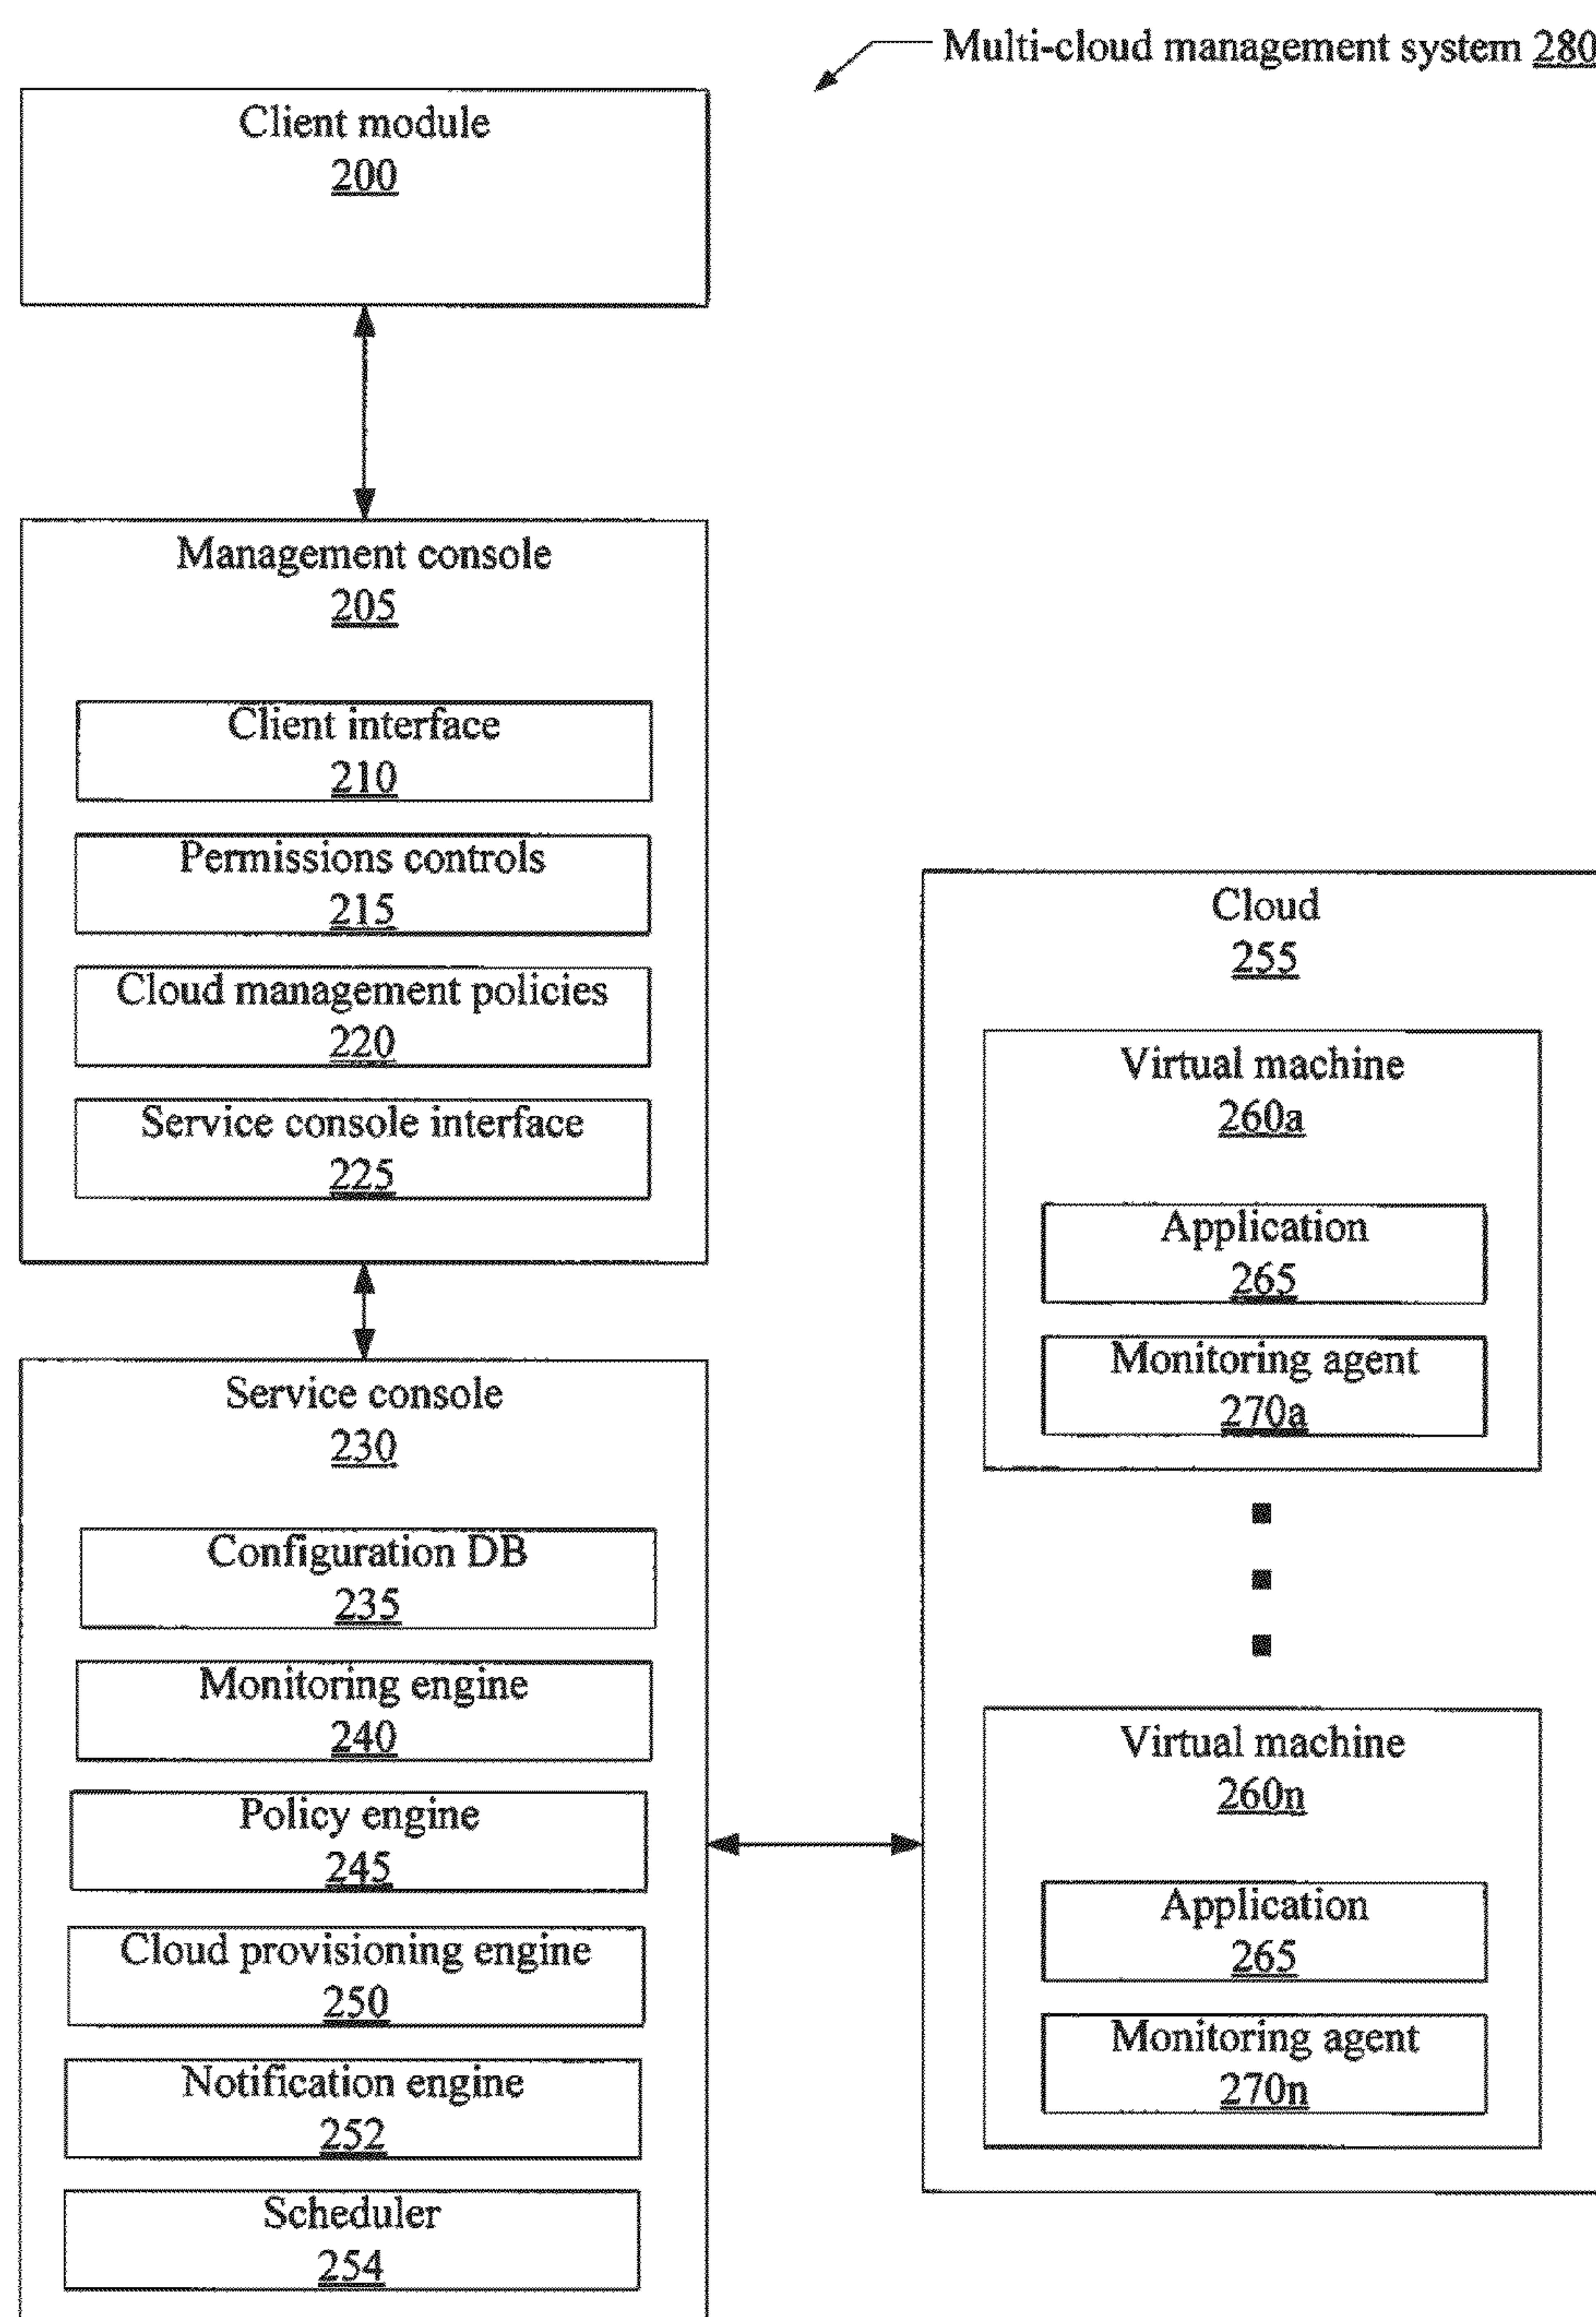 Multi-cloud management system 280
Client module
200
Management console
205
Client interface
210
Permissions controls
215
Cloud management policies
220
Service console interface
225
Service console
230
Configuration DB
235
Monitoring engine
240
Policy engine
245
Cloud provisioning engine
250
Notification engine
252
Scheduler
254
Cloud
255
Virtual machine
260a
Application
265
Monitoring agent
270a
Virtual machine
260n
Application
265
Monitoring agent
270n